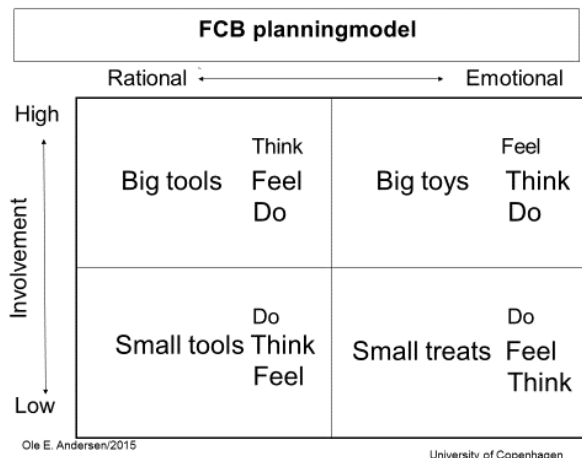 FCB planningmodel
Rational
Emotional
High
Involvement
Low
Big tools
Think
Feel
Do
Big toys
Feel
Think
Do
Small tools
Do
Think
Feel
Small treats
Do
Feel
Think
Ole E. Andersen/2015
University of Copenhagen